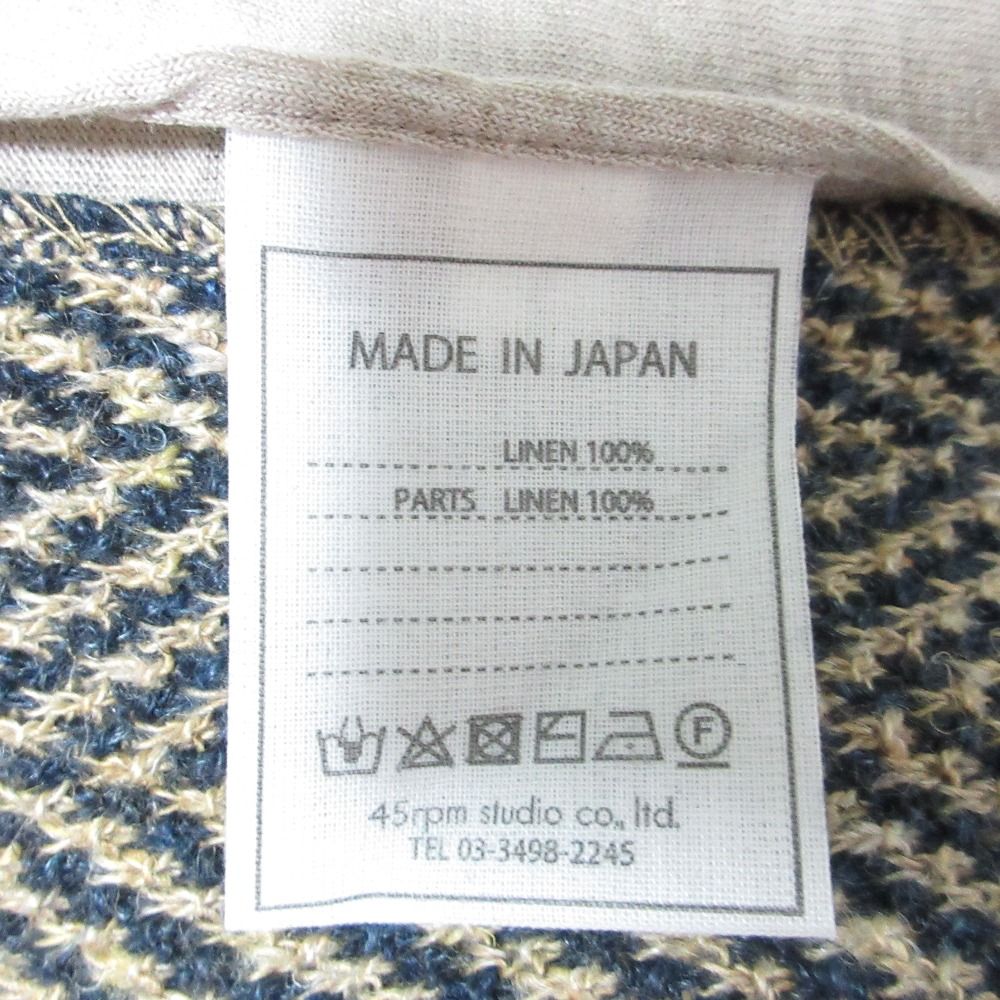 MADE IN JAPAN
LINEN 100%
PARTS LINEN 100%
F
45rpm studio co., ltd.
TEL 03-3498-2245